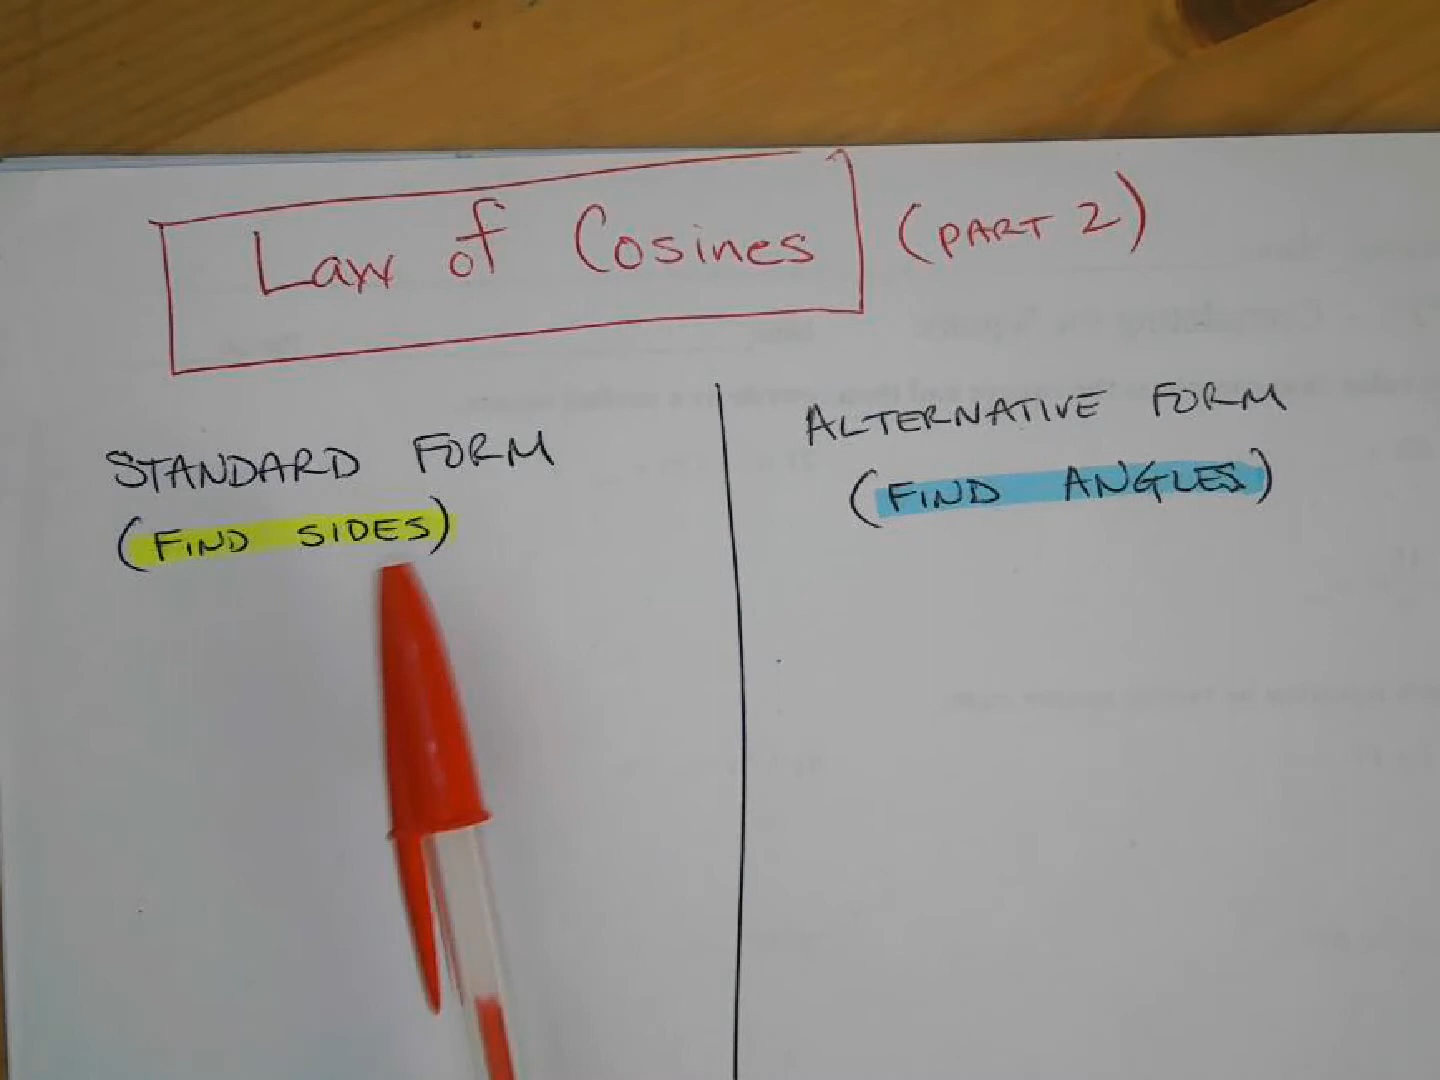 Law of Cosines (PART 2)
STANDARD FORM
(FIND SIDES)
ALTERNATIVE FORM
(FIND ANGLES)